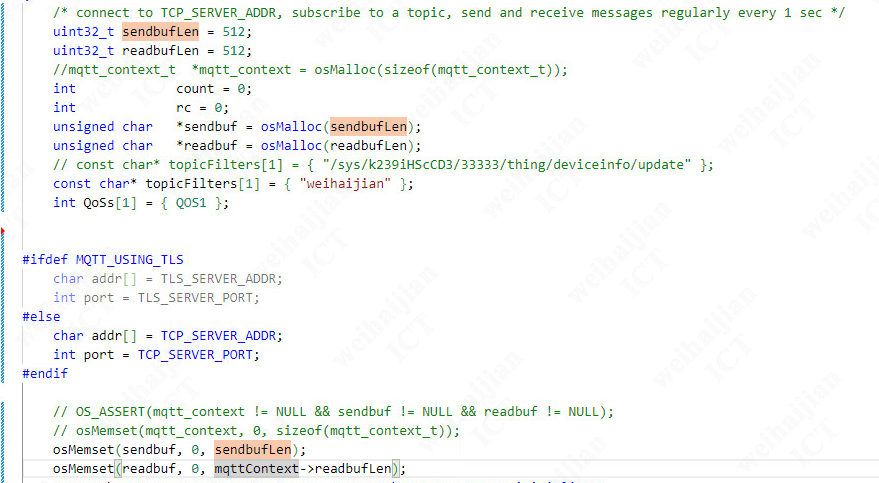 /* connect to TCP_SERVER_ADDR, subscribe to a topic, send and receive messages regularly every 1 sec */
uint32_t sendbufLen = 512;
uint32_t readbufLen = 512;
//mqtt_context_t  *mqtt_context = osMalloc(sizeof(mqtt_context_t));
int             count = 0;
int             rc = 0;
unsigned char   *sendbuf = osMalloc(sendbufLen);
unsigned char   *readbuf = osMalloc(readbufLen);
// const char* topicFilters[1] = { "/sys/k239iHScCD3/33333/thing/deviceinfo/update" };
const char* topicFilters[1] = { "weihaijian" };
int QoSs[1] = { QOS1 };
#ifdef MQTT_USING_TLS
char addr[] = TLS_SERVER_ADDR;
int port = TLS_SERVER_PORT;
#else
char addr[] = TCP_SERVER_ADDR;
int port = TCP_SERVER_PORT;
#endif
// OS_ASSERT(mqtt_context != NULL && sendbuf != NULL && readbuf != NULL);
// osMemset(mqtt_context, 0, sizeof(mqtt_context_t));
osMemset(sendbuf, 0, sendbufLen);
osMemset(readbuf, 0, mqttContext->readbufLen);